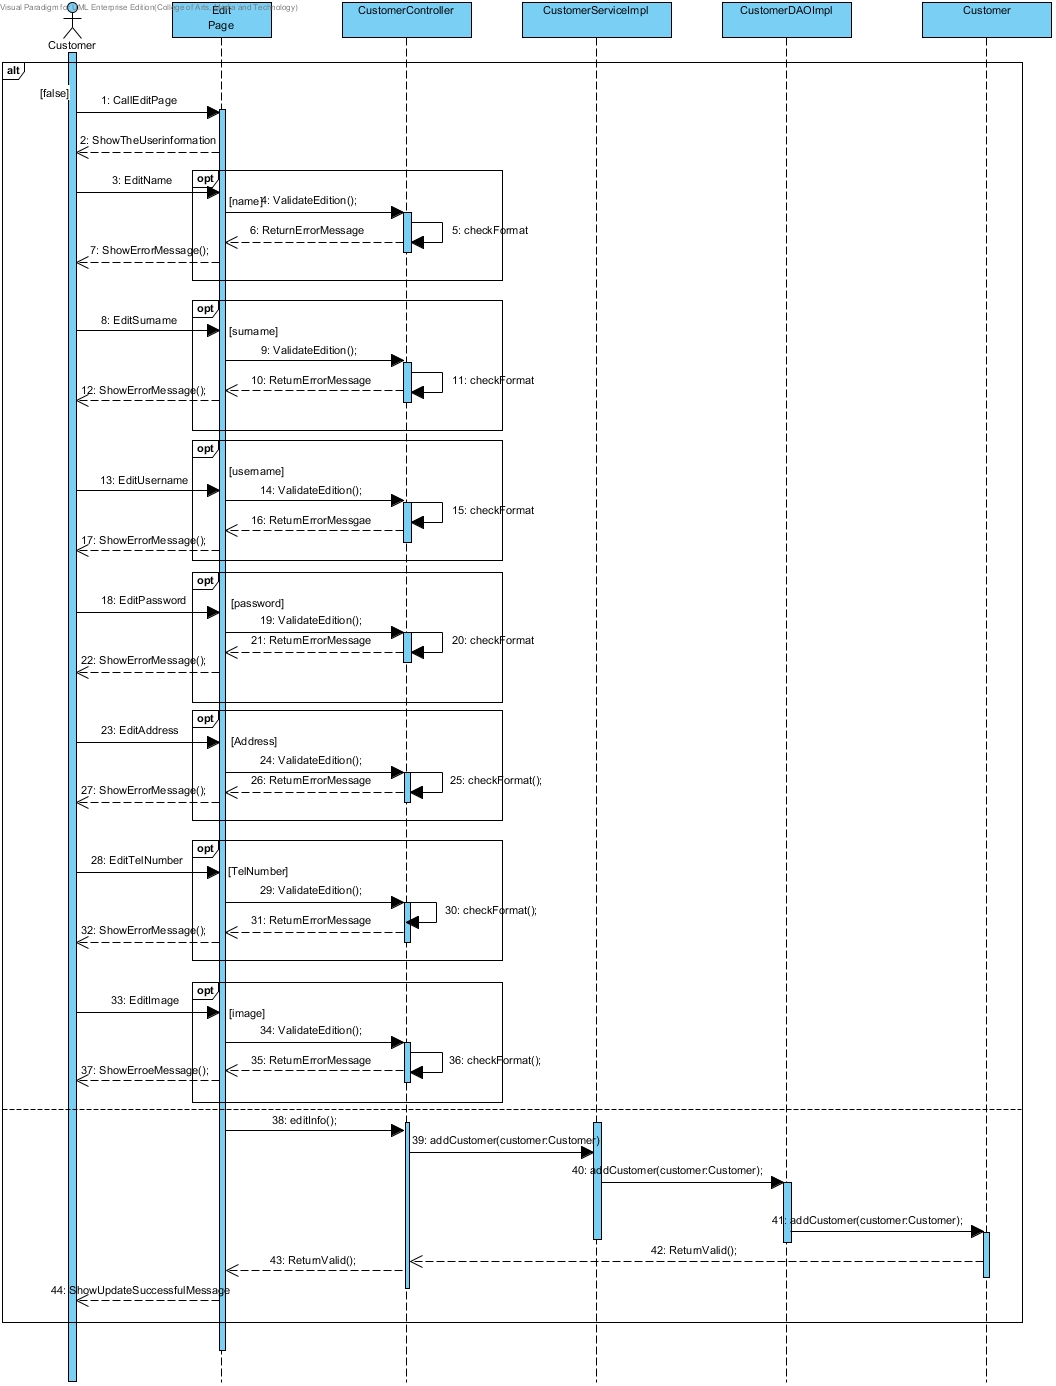 Visual Paradigm for UML Enterprise Edition(College of Arts, Media and Technology)
Customer
Edit
Page
CustomerController
CustomerServiceImpl
CustomerDAOImpl
Customer
alt
[false]
1: CallEditPage
2: ShowTheUserinformation
opt
3: EditName
[name]
4: ValidateEdition();
6: ReturnErrorMessage
5: checkFormat
7: ShowErrorMessage();
opt
8: EditSurname
[surname]
9: ValidateEdition();
10: ReturnErrorMessage
11: checkFormat
12: ShowErrorMessage();
opt
[username]
13: EditUsername
14: ValidateEdition();
15: checkFormat
16: ReturnErrorMessgae
17: ShowErrorMessage();
opt
18: EditPassword
[password]
19: ValidateEdition();
21: ReturnErrorMessage
20: checkFormat
22: ShowErrorMessage();
opt
23: EditAddress
[Address]
24: ValidateEdition();
26: ReturnErrorMessage
25: checkFormat();
27: ShowErrorMessage();
opt
28: EditTelNumber
[TelNumber]
29: ValidateEdition();
30: checkFormat();
31: ReturnErrorMessage
32: ShowErrorMessage();
opt
33: EditImage
[image]
34: ValidateEdition();
35: ReturnErrorMessage
36: checkFormat();
37: ShowErroeMessage();
38: editInfo();
39: addCustomer(customer:Customer)
40: addCustomer(customer:Customer);
41: addCustomer(customer:Customer);
42: ReturnValid();
43: ReturnValid();
44: ShowUpdateSuccessfulMessage